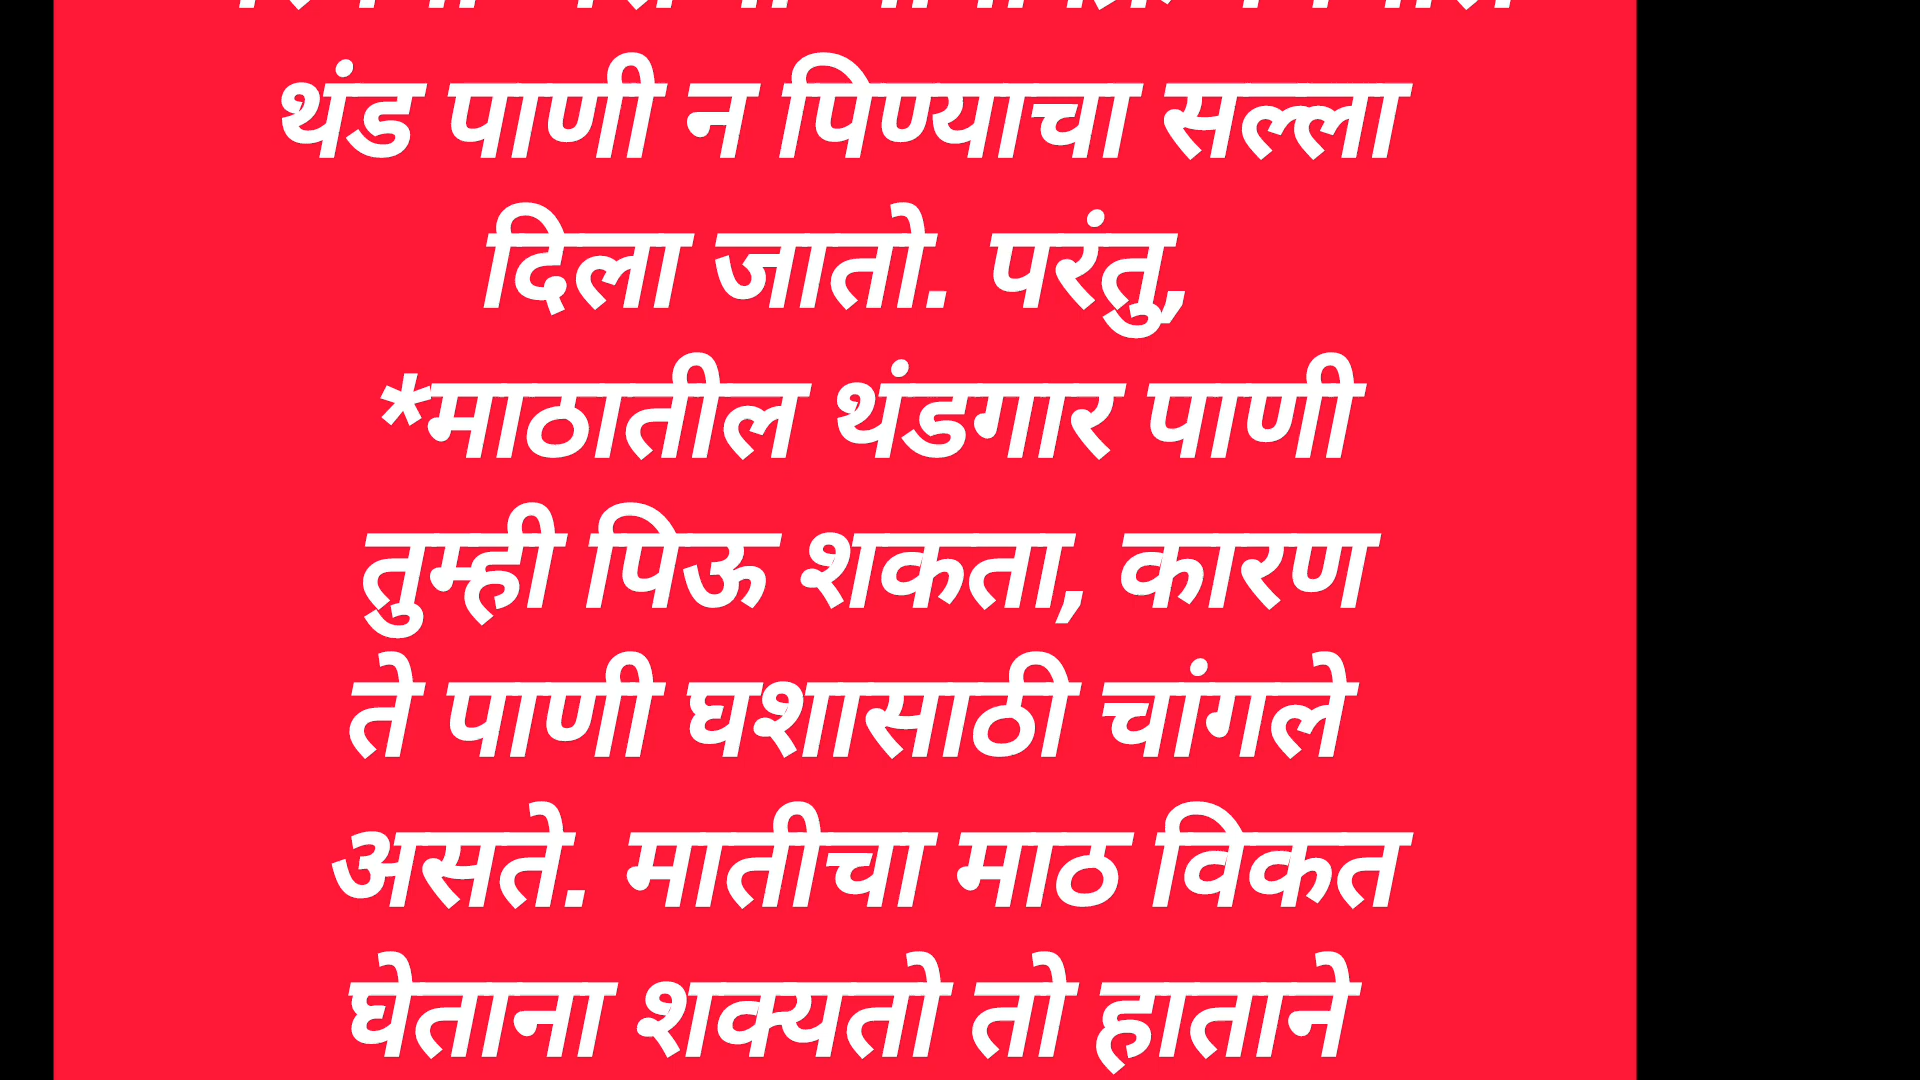 थंड पाणी न पिण्याचा सल्ला
दिला जातो. परंतु,
*माठातील थंडगार पाणी
तुम्ही पिऊ शकता, कारण
ते पाणी घशासाठी चांगले
असते. मातीचा माठ विकत
घेताना शक्यतो तो हाताने